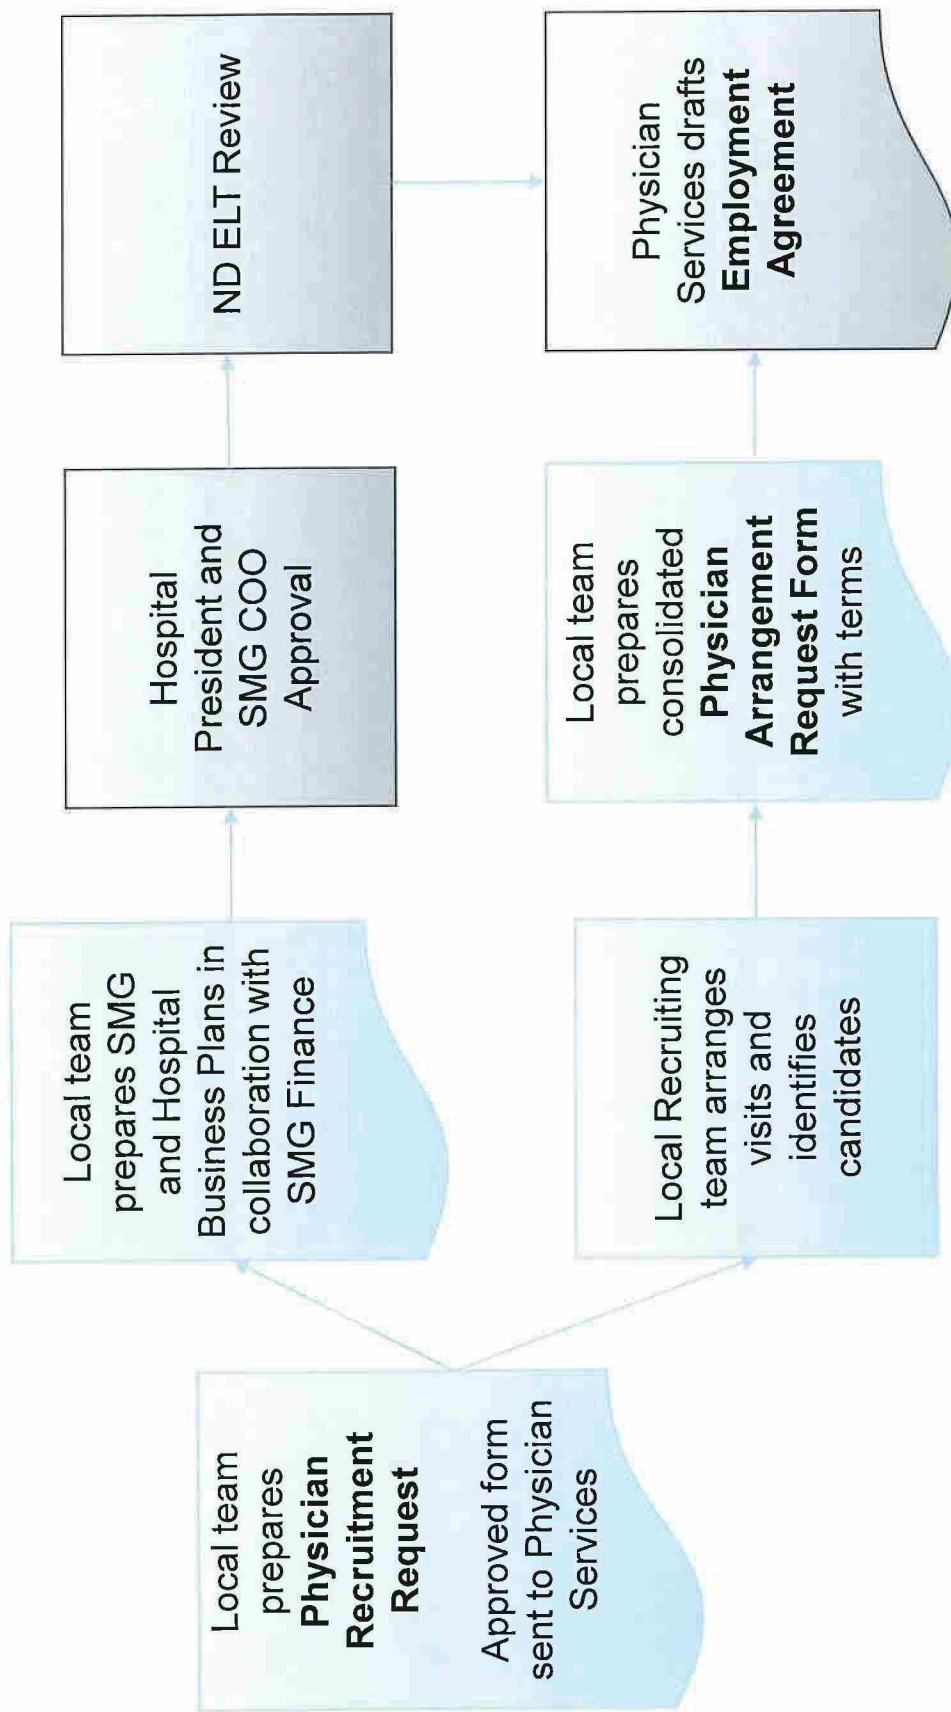 Local team
prepares
Physician
Recruitment
Request
Approved form
sent to Physician
Services
Local team
prepares SMG
and Hospital
Business Plans in
collaboration with
SMG Finance
Hospital
President and
SMG COO
Approval
ND ELT Review
Local Recruiting
team arranges
visits and
identifies
candidates
Local team
prepares
consolidated
Physician
Arrangement
Request Form
with terms
Physician
Services drafts
Employment
Agreement